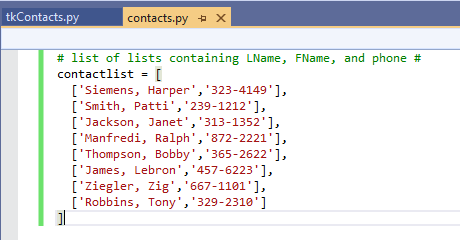 tkContacts.py contacts.py
# list of lists containing LName, FName, and phone #
contactlist = [
['Siemens, Harper','323-4149'],
['Smith, Patti','239-1212'],
['Jackson, Janet','313-1352'],
['Manfredi, Ralph','872-2221'],
['Thompson, Bobby','365-2622'],
['James, Lebron','457-6223'],
['Ziegler, Zig','667-1101'],
['Robbins, Tony','329-2310']
]